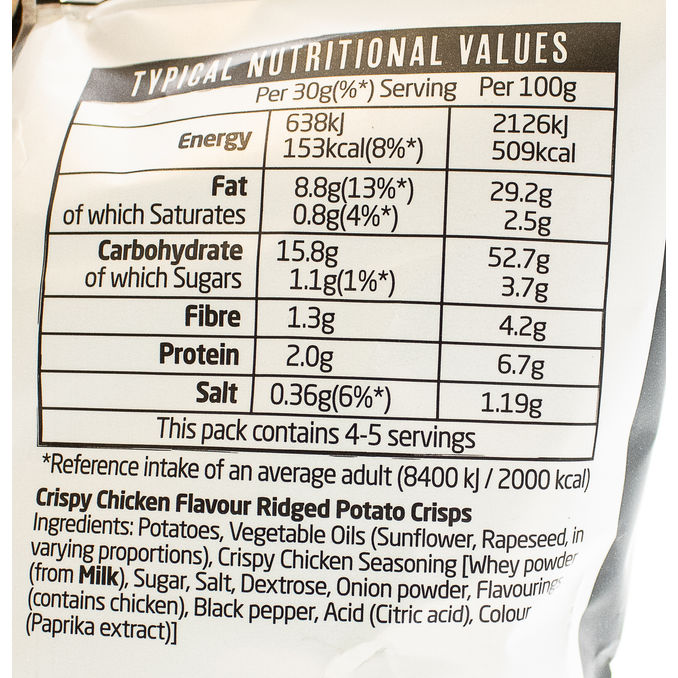 TYPICAL NUTRITIONAL VALUES
Per 30g(%*) Serving Per 100g
Energy 638kJ 2126kJ
153kcal(8%*) 509kcal
Fat 8.8g(13%*) 29.2g
of which Saturates 0.8g(4%*) 2.5g
Carbohydrate 15.8g 52.7g
of which Sugars 1.1g(1%*) 3.7g
Fibre 1.3g 4.2g
Protein 2.0g 6.7g
Salt 0.36g(6%*) 1.19g
This pack contains 4-5 servings
*Reference intake of an average adult (8400 kJ / 2000 kcal)
Crispy Chicken Flavour Ridged Potato Crisps
Ingredients: Potatoes, Vegetable Oils (Sunflower, Rapeseed, in
varying proportions), Crispy Chicken Seasoning [Whey powder
(from Milk), Sugar, Salt, Dextrose, Onion powder, Flavourings
(contains chicken), Black pepper, Acid (Citric acid), Colour
(Paprika extract)]